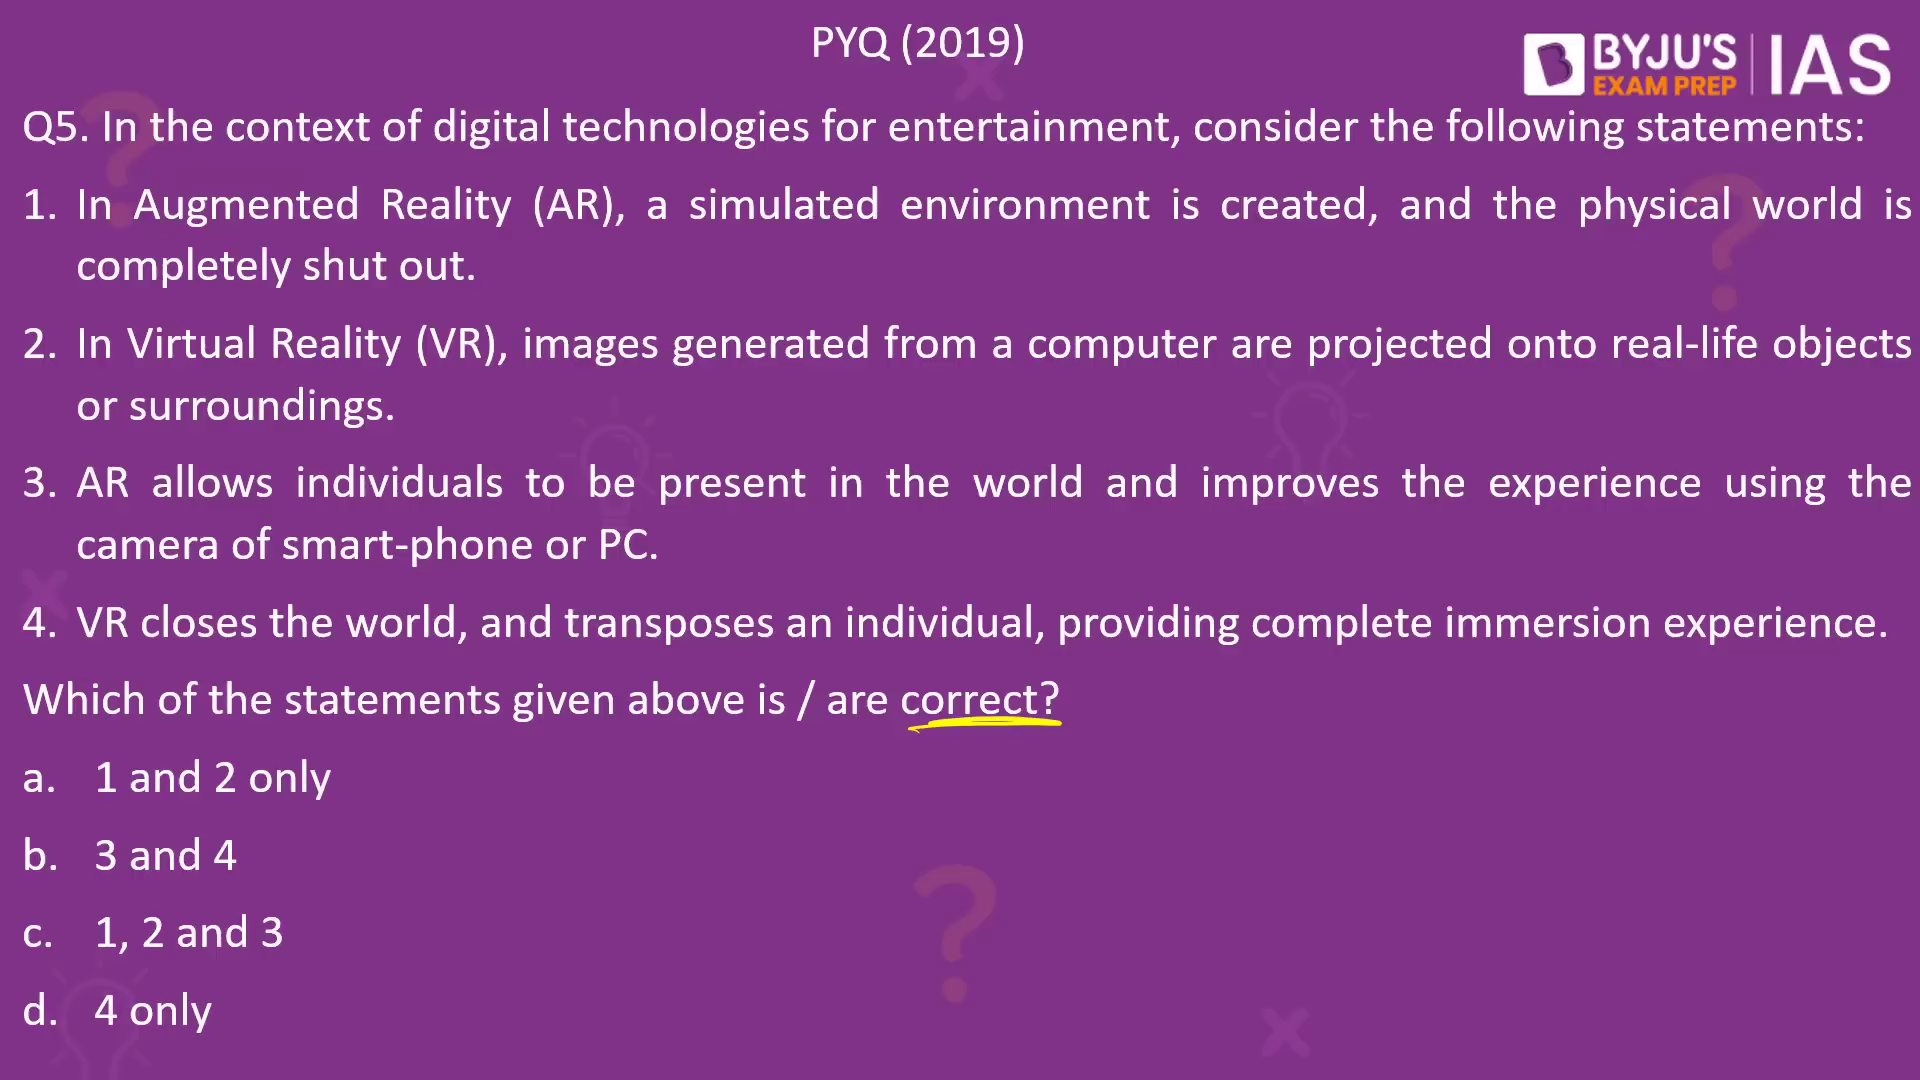 PYQ (2019)
BYJU'S
EXAM PREP
IAS
Q5. In the context of digital technologies for entertainment, consider the following statements:
1. In Augmented Reality (AR), a simulated environment is created, and the physical world is
completely shut out.
2. In Virtual Reality (VR), images generated from a computer are projected onto real-life objects
or surroundings.
3. AR allows individuals to be present in the world and improves the experience using the
camera of smart-phone or PC.
4. VR closes the world, and transposes an individual, providing complete immersion experience.
Which of the statements given above is / are correct?
a. 1 and 2 only
b. 3 and 4
c. 1, 2 and 3
d. 4 only